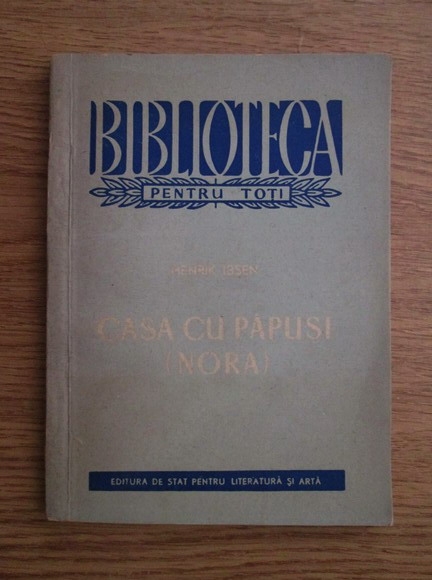 BIBLIOTECA
PENTRU TOȚI
HENRIK IBSEN
CASA CU PĂPUȘI
(NORA)
EDITURA DE STAT PENTRU LITERATURĂ ȘI ARTĂ